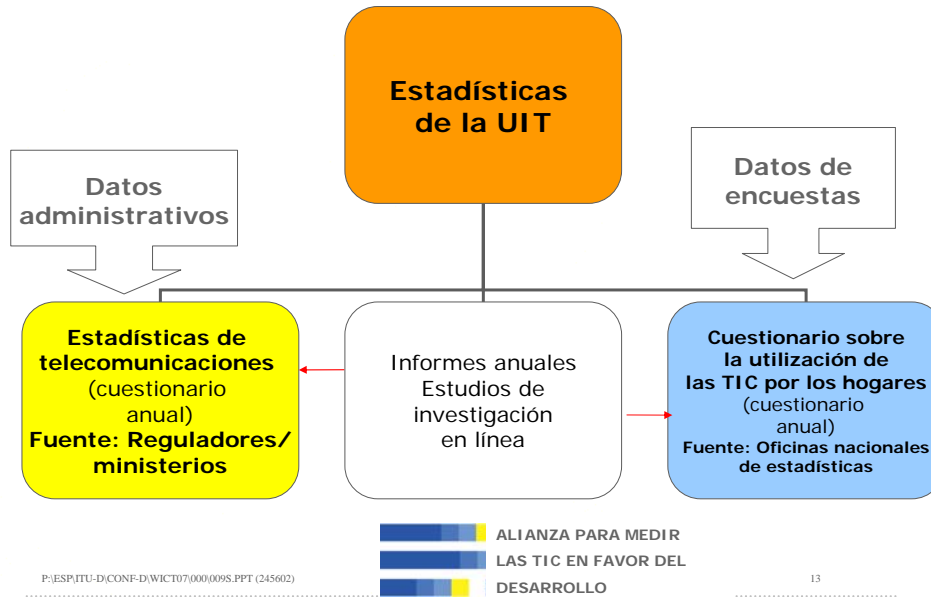 Estadísticas
de la UIT
Datos
administrativos
Datos de
encuestas
Estadísticas de
telecomunicaciones
(cuestionario
anual)
Fuente: Reguladores/
ministerios
Informes anuales
Estudios de
investigación
en línea
Cuestionario sobre
la utilización de
las TIC por los hogares
(cuestionario
anual)
Fuente: Oficinas nacionales
de estadísticas
ALIANZA PARA MEDIR
LAS TIC EN FAVOR DEL
DESARROLLO
P:\ESP\ITU-D\CONF-D\WICT07\000\009S.PPT (245602)
13